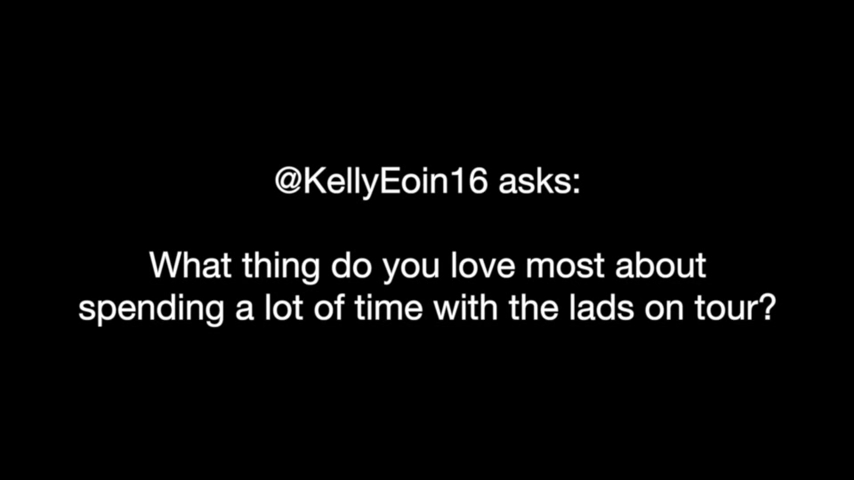 @KellyEoin16 asks:
What thing do you love most about
spending a lot of time with the lads on tour?